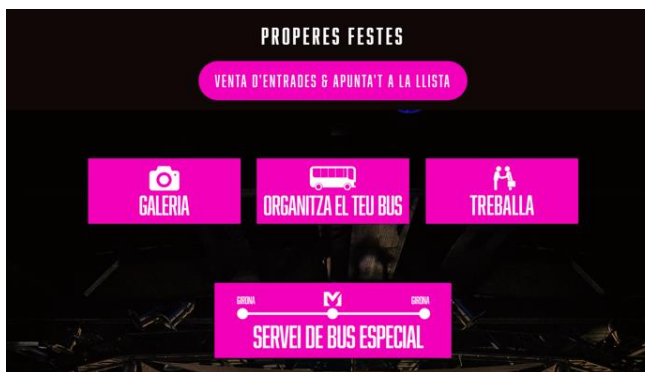 PROPERES FESTES
VENTA D'ENTRADES & APUNTA'T A LA LLISTA
GALERIA
ORGANITZA EL TEU BUS
TREBALLA
GIRONA
GIRONA
SERVEI DE BUS ESPECIAL